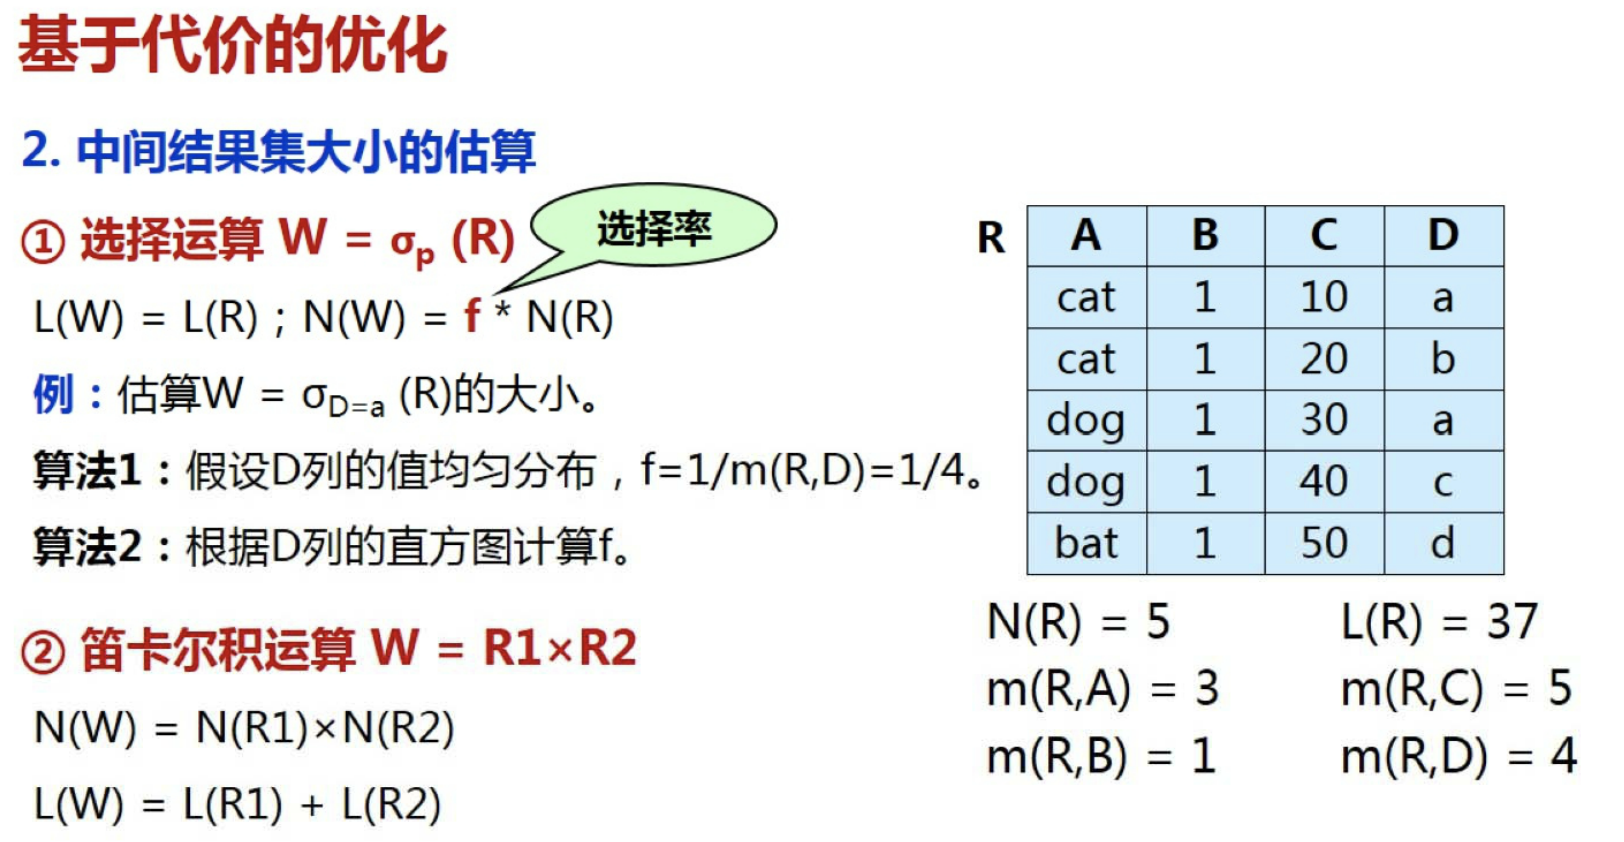 基于代价的优化
2. 中间结果集大小的估算
① 选择运算 W = σp (R)
选择率
L(W) = L(R)；N(W) = f * N(R)
例：估算W = σD=a (R)的大小。
算法1：假设D列的值均匀分布，f=1/m(R,D)=1/4。
算法2：根据D列的直方图计算f。
② 笛卡尔积运算 W = R1×R2
N(W) = N(R1)×N(R2)
L(W) = L(R1) + L(R2)
R A B C D
cat 1 10 a
cat 1 20 b
dog 1 30 a
dog 1 40 c
bat 1 50 d
N(R) = 5 L(R) = 37
m(R,A) = 3 m(R,C) = 5
m(R,B) = 1 m(R,D) = 4